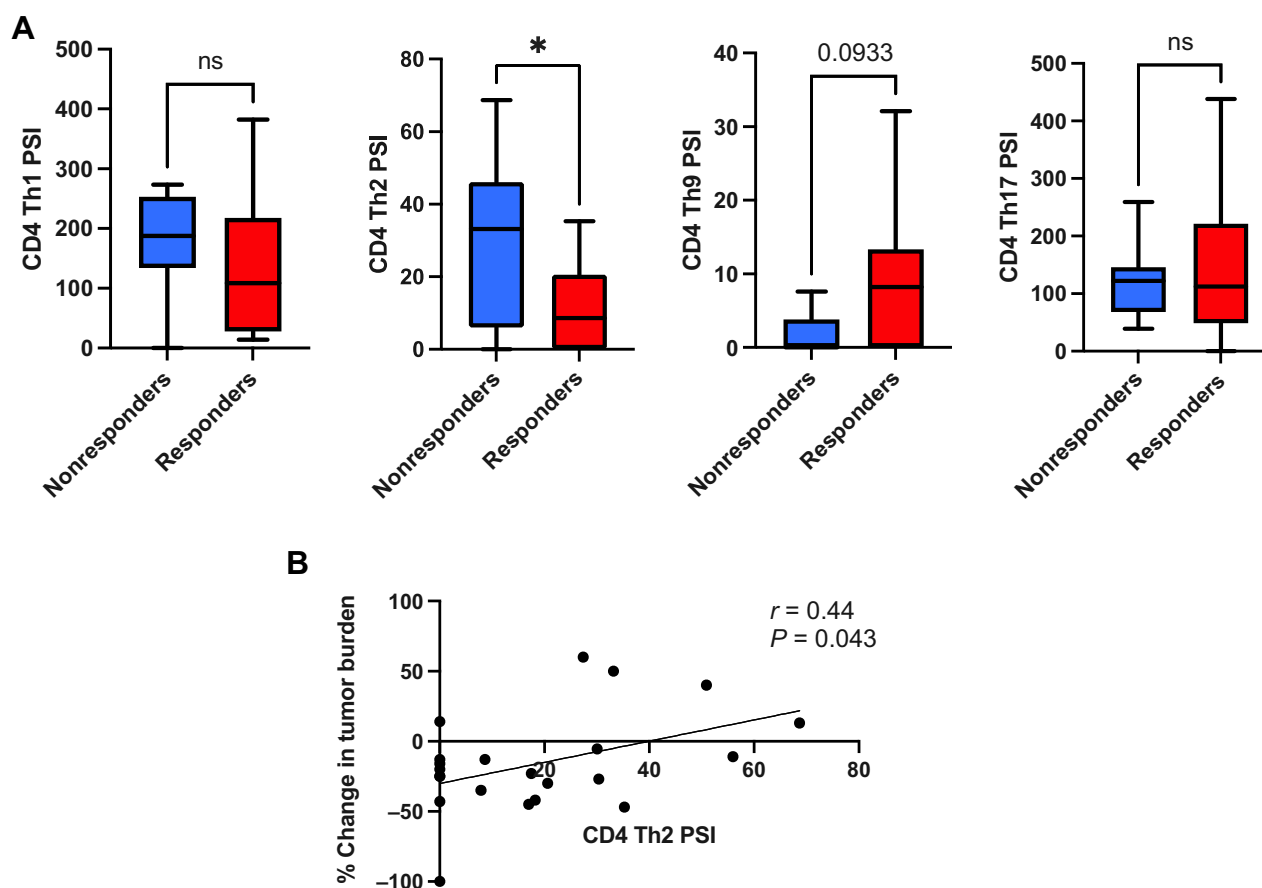 A
CD4 Th1 PSI
500
400
300
200
100
0
ns
Nonresponders
Responders
CD4 Th2 PSI
80
60
40
20
0
*
Nonresponders
Responders
CD4 Th9 PSI
40
30
20
10
0
0.0933
Nonresponders
Responders
CD4 Th17 PSI
500
400
300
200
100
0
ns
Nonresponders
Responders
B
% Change in tumor burden
100
50
0
–50
–100
r = 0.44
P = 0.043
20
40
60
80
CD4 Th2 PSI